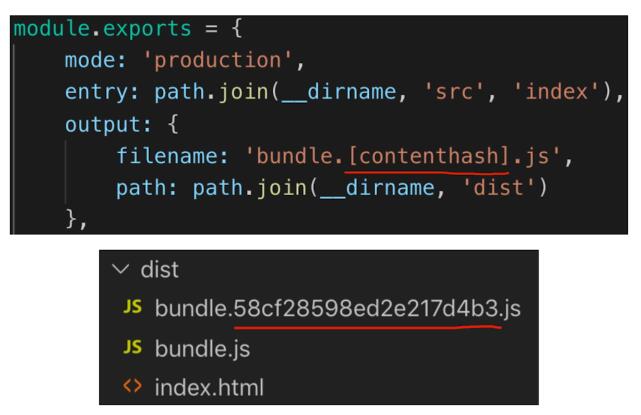 module.exports = {
    mode: 'production',
    entry: path.join(__dirname, 'src', 'index'),
    output: {
        filename: 'bundle.[contenthash].js',
        path: path.join(__dirname, 'dist')
    },
dist
JS bundle.58cf28598ed2e217d4b3.js
JS bundle.js
<> index.html